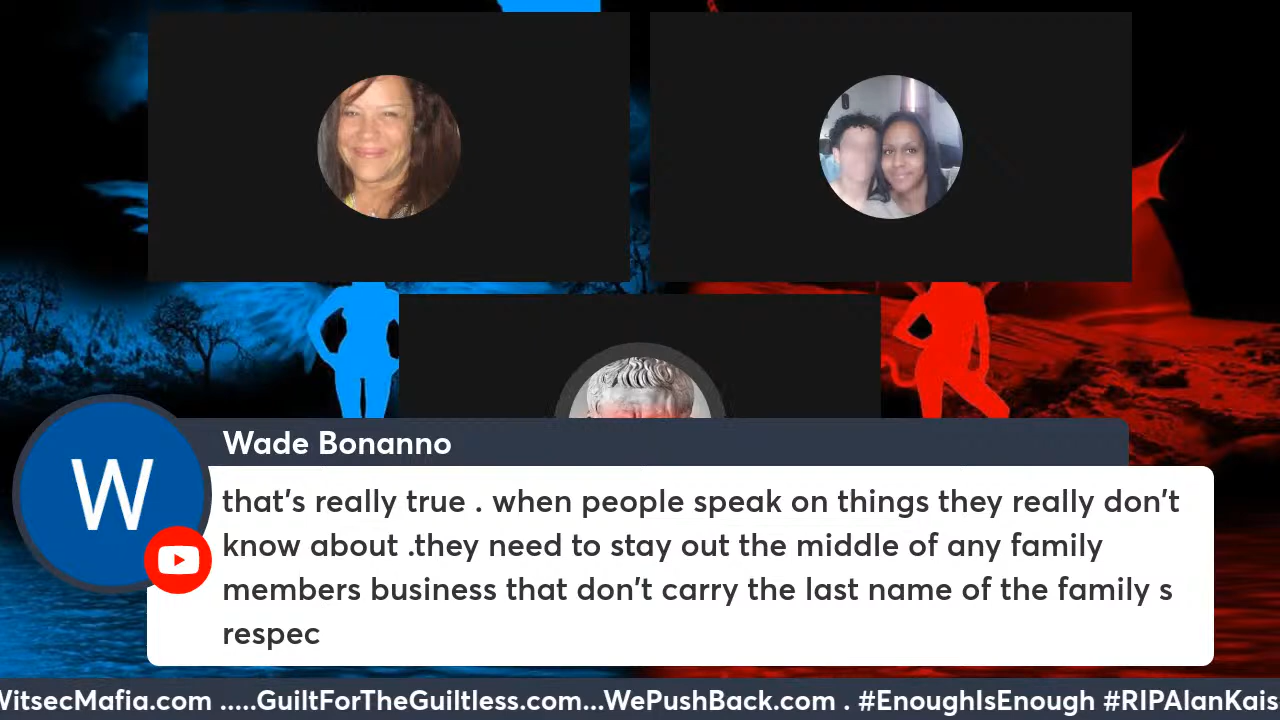 Wade Bonanno
W
that's really true . when people speak on things they really don't
know about .they need to stay out the middle of any family
members business that don't carry the last name of the family s
respec
WitsecMafia.com .....GuiltForTheGuiltless.com...WePushBack.com . #EnoughIsEnough #RIPAlanKais